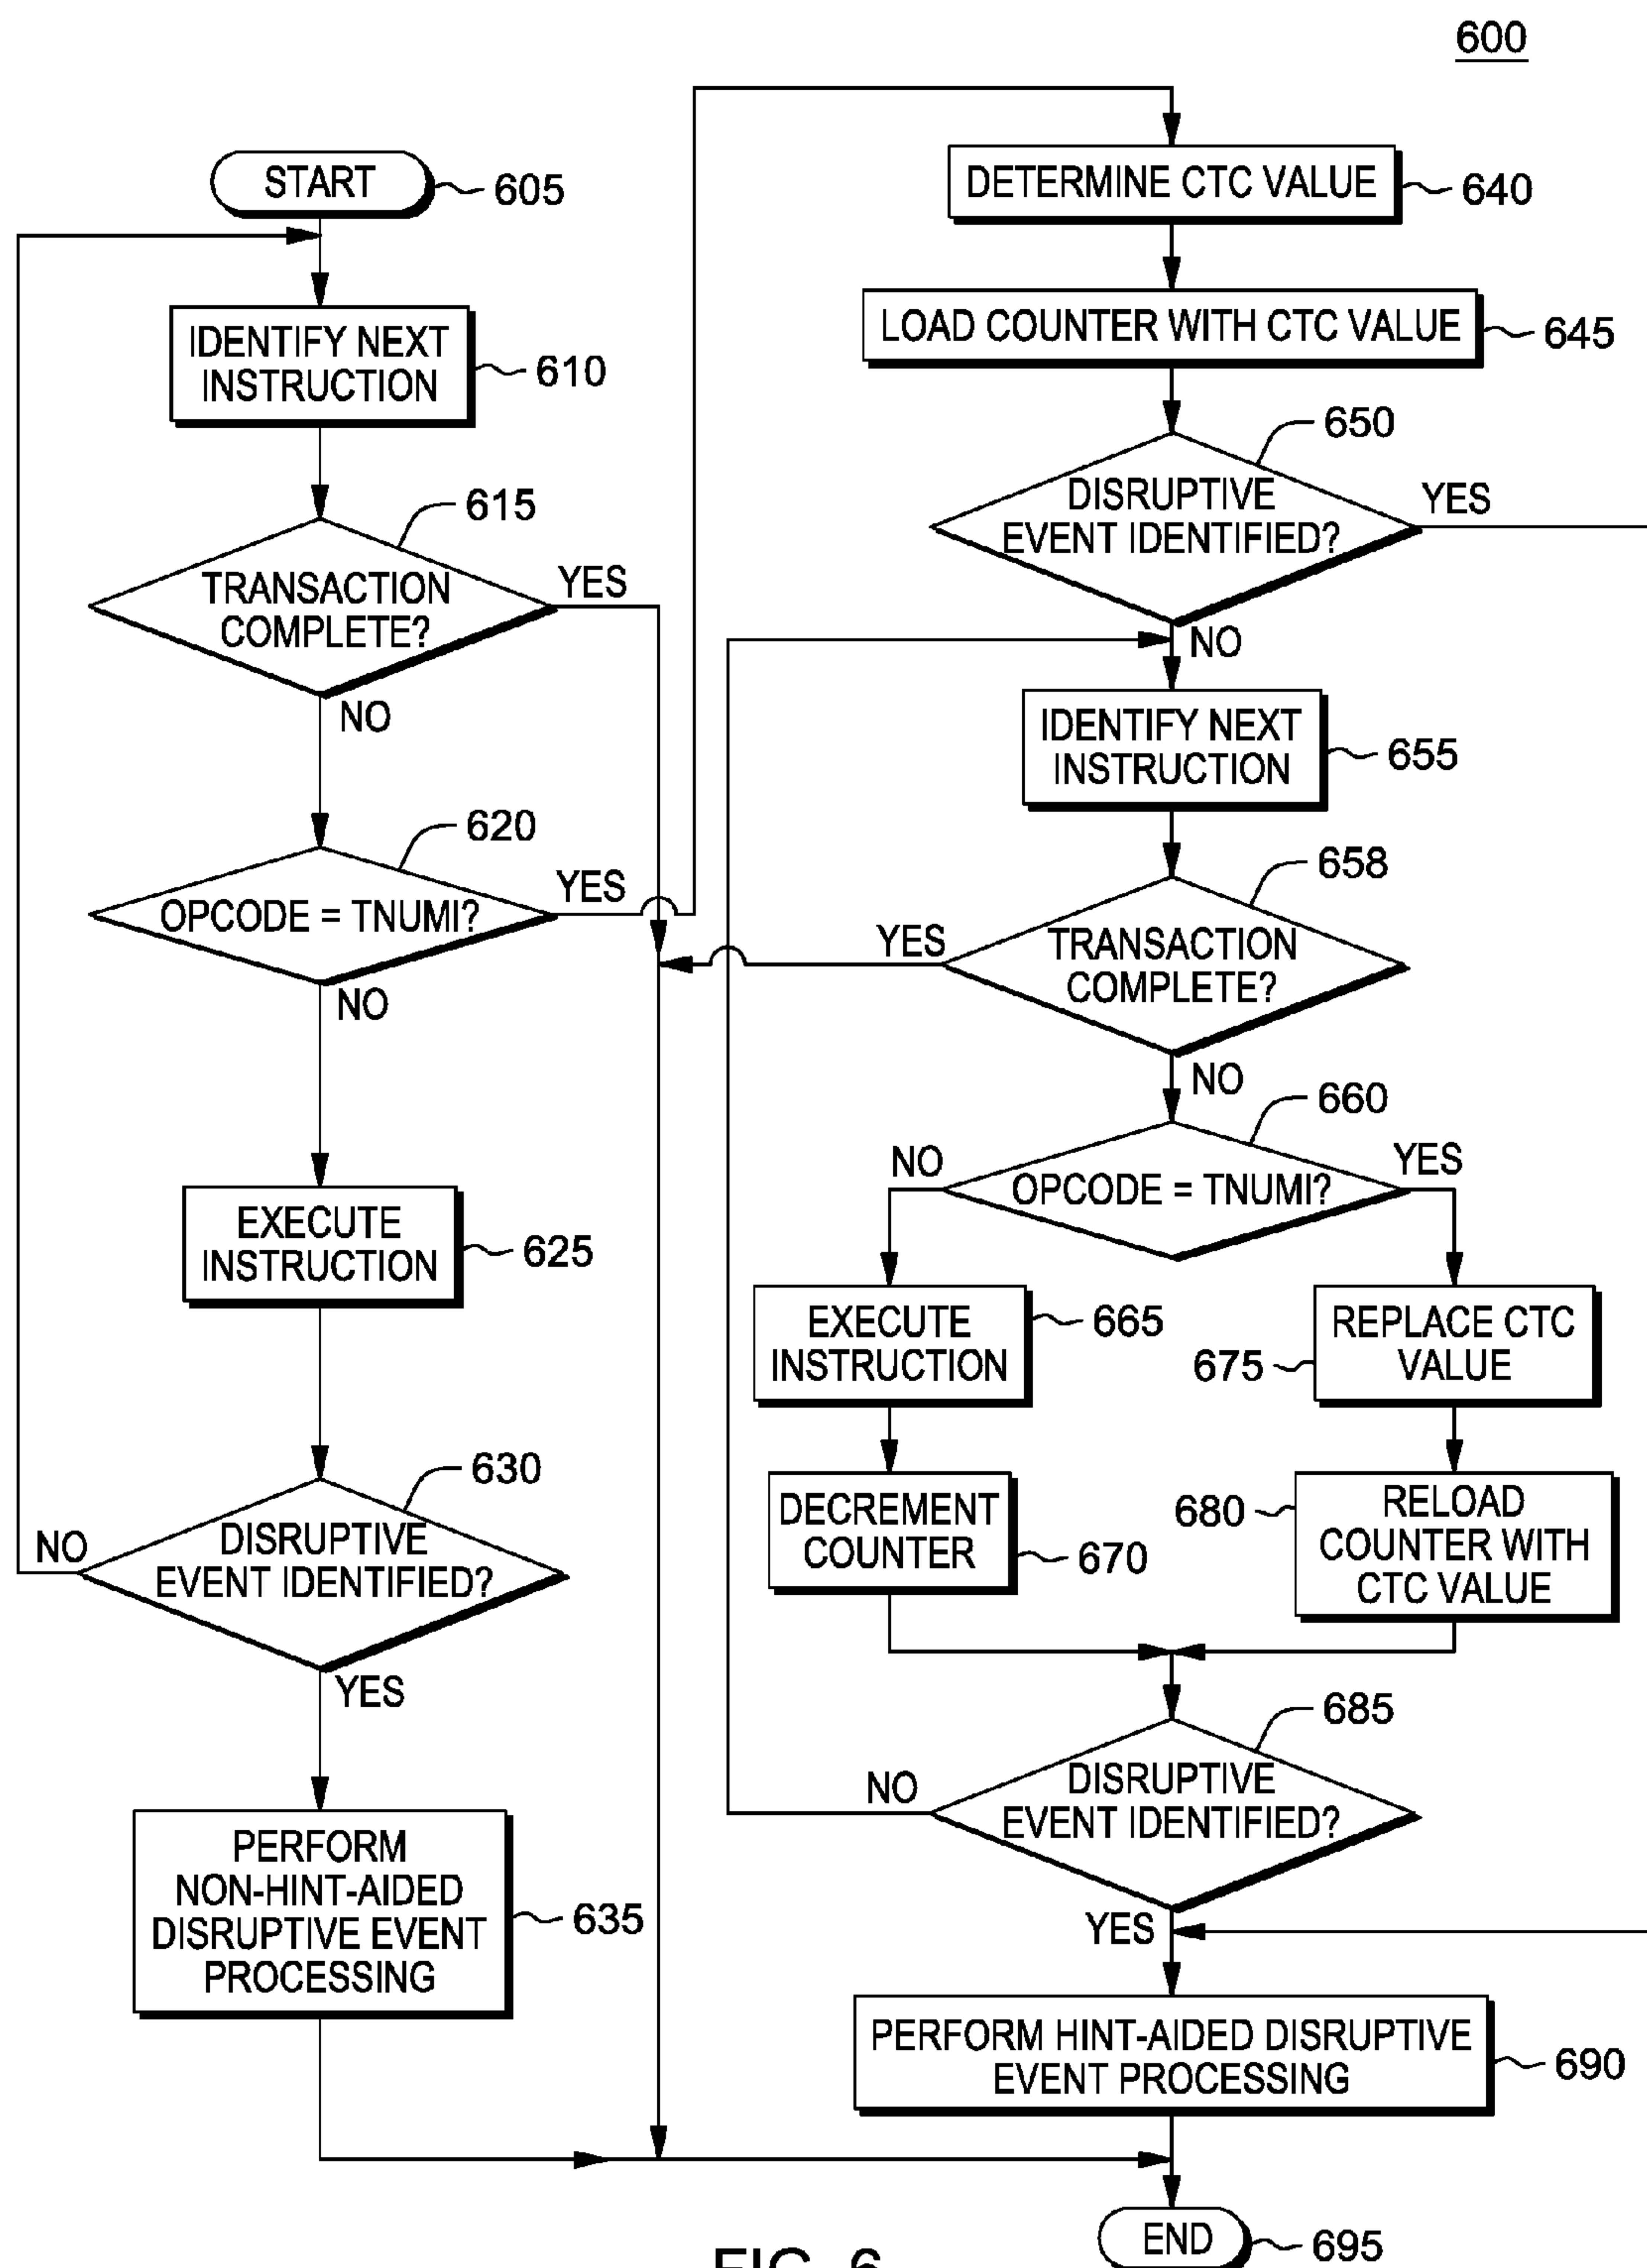 600
START
605
IDENTIFY NEXT
INSTRUCTION
610
615
TRANSACTION
COMPLETE?
YES
NO
620
OPCODE = TNUMI?
YES
NO
EXECUTE
INSTRUCTION
625
630
DISRUPTIVE
EVENT IDENTIFIED?
NO
YES
PERFORM
NON-HINT-AIDED
DISRUPTIVE EVENT
PROCESSING
635
DETERMINE CTC VALUE
640
LOAD COUNTER WITH CTC VALUE
645
650
DISRUPTIVE
EVENT IDENTIFIED?
YES
NO
IDENTIFY NEXT
INSTRUCTION
655
658
TRANSACTION
COMPLETE?
YES
NO
660
OPCODE = TNUMI?
NO
YES
EXECUTE
INSTRUCTION
665
DECREMENT
COUNTER
670
REPLACE CTC
VALUE
675
RELOAD
COUNTER WITH
CTC VALUE
680
685
DISRUPTIVE
EVENT IDENTIFIED?
NO
YES
PERFORM HINT-AIDED DISRUPTIVE
EVENT PROCESSING
690
END
695
FIG. 6